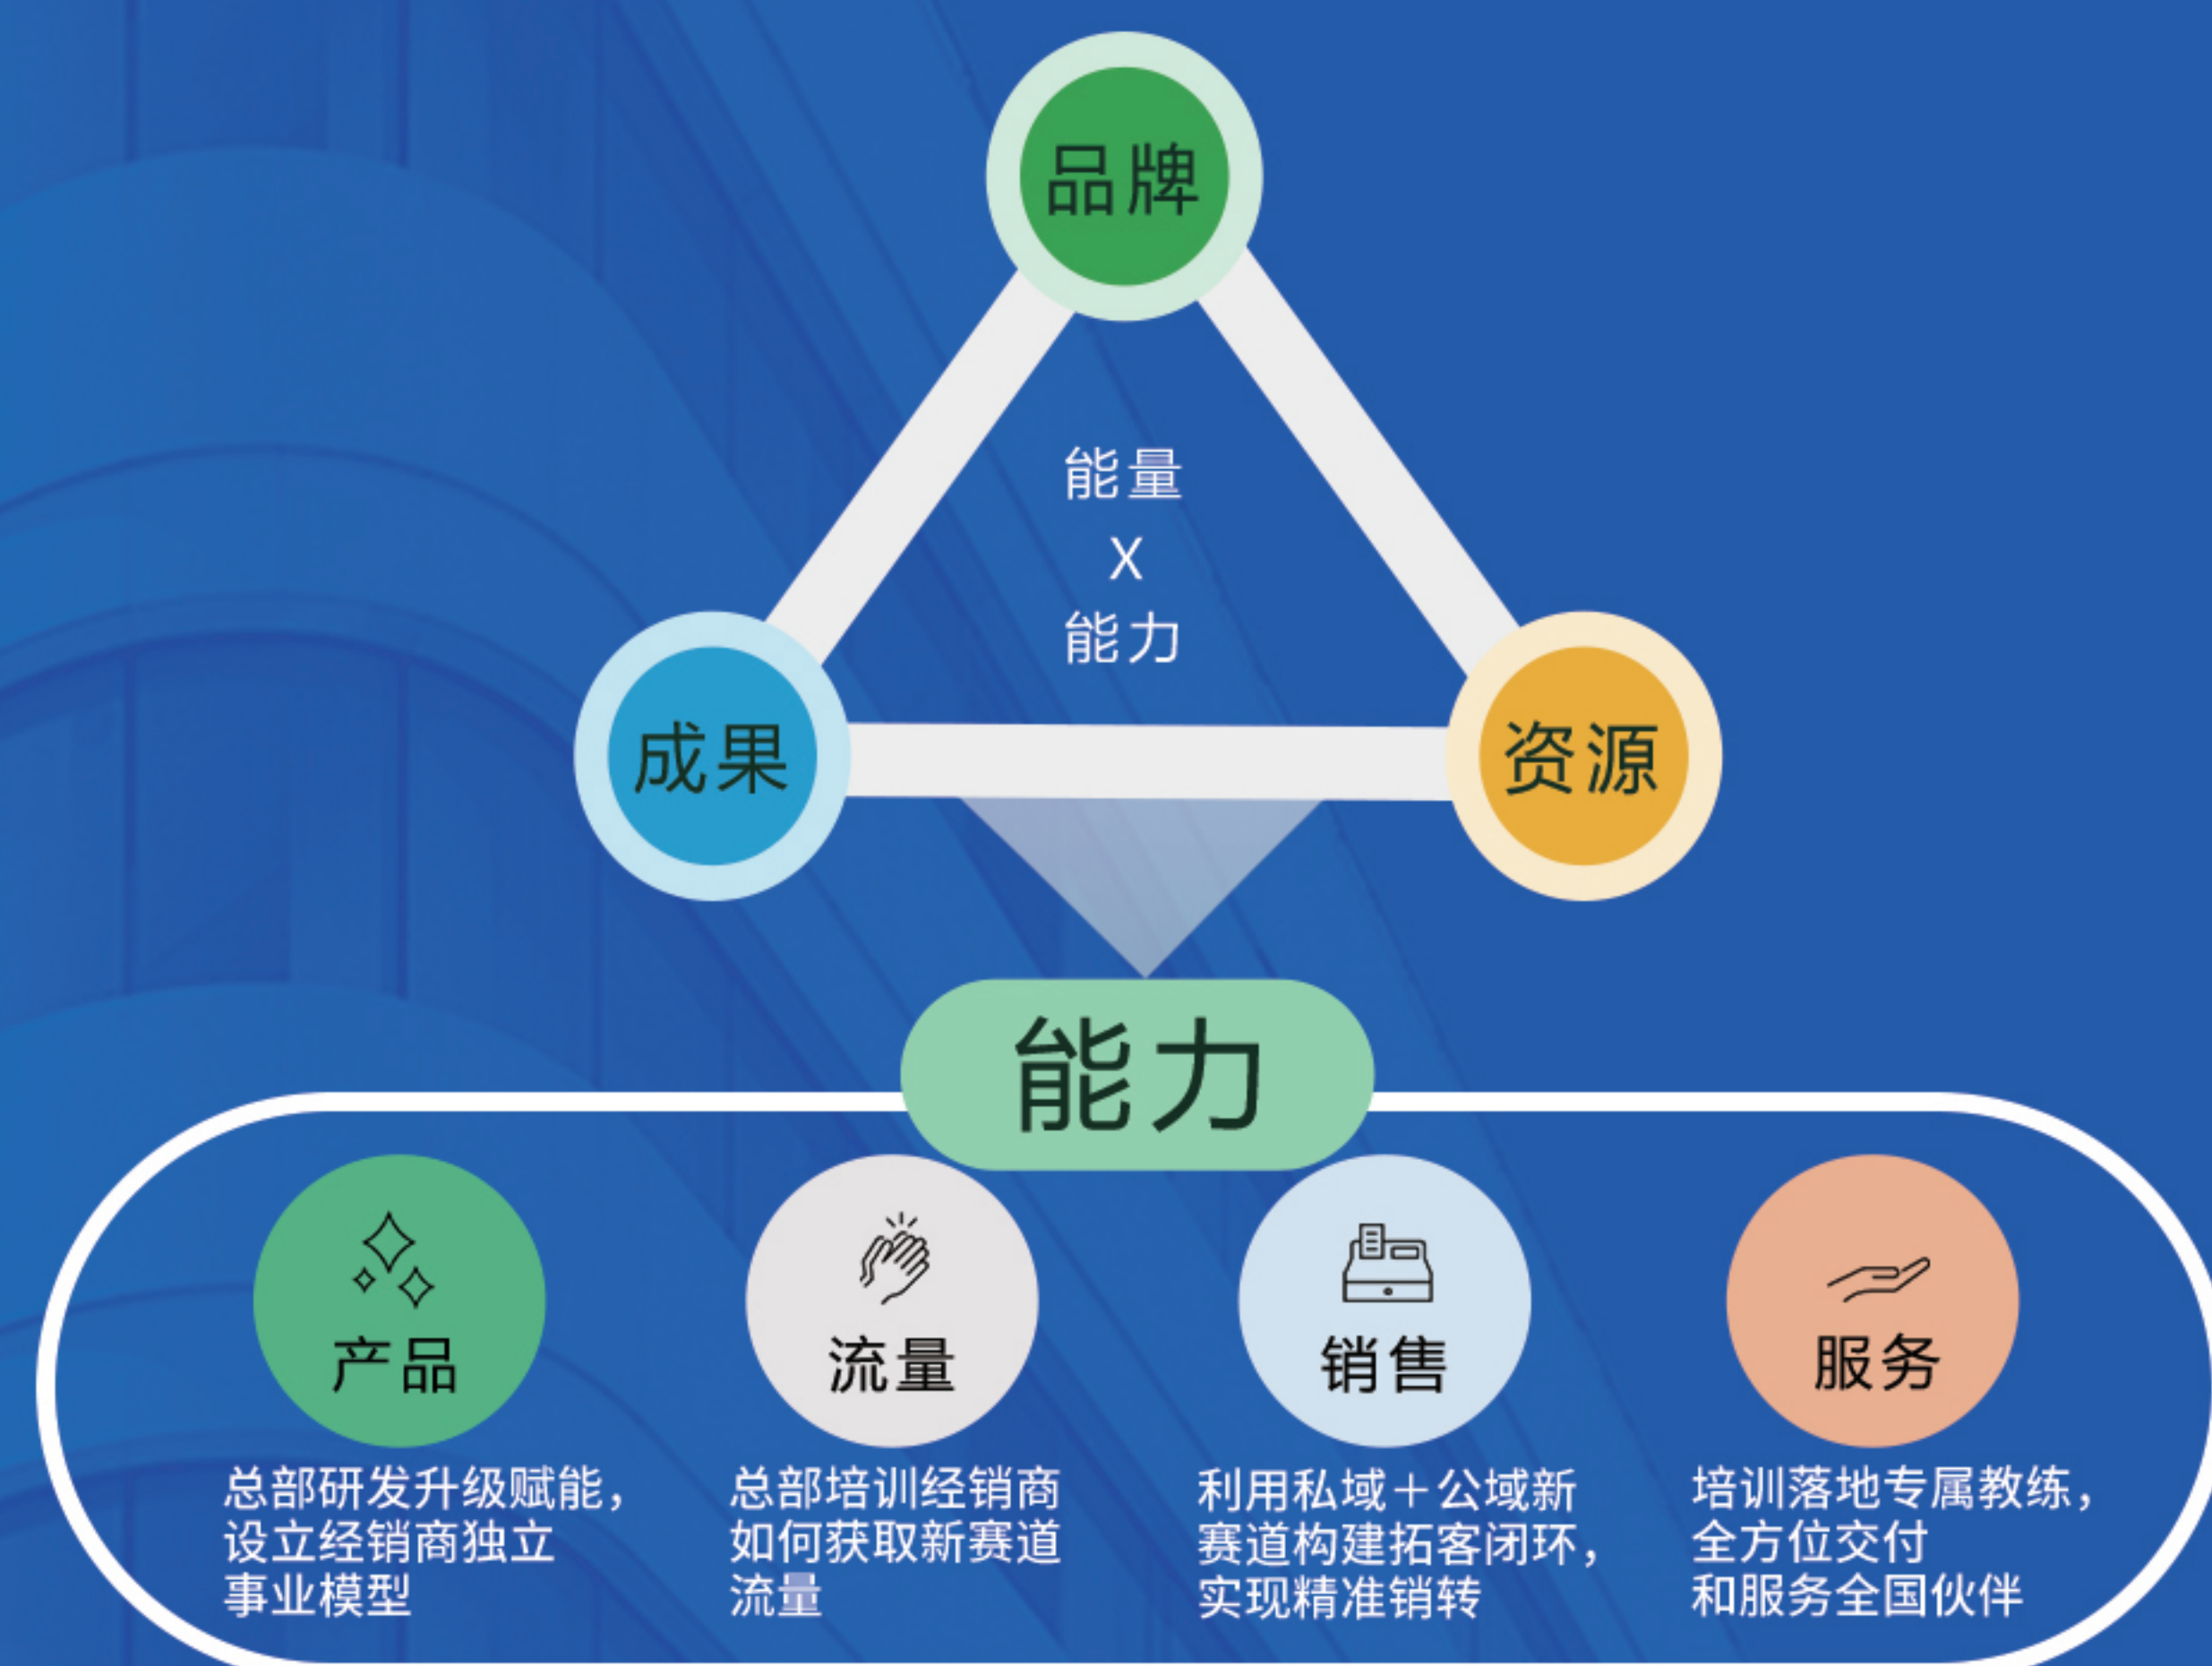 品牌
能量
X
能力
成果
资源
能力
产品
流量
销售
服务
总部研发升级赋能，
设立经销商独立
事业模型
总部培训经销商
如何获取新赛道
流量
利用私域＋公域新
赛道构建拓客闭环，
实现精准销转
培训落地专属教练，
全方位交付
和服务全国伙伴